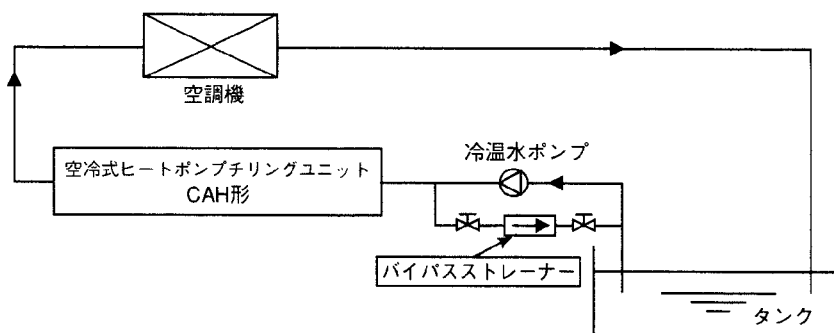 空調機
空冷式ヒートポンプチリングユニット
CAH形
冷温水ポンプ
バイパスストレーナー
タンク